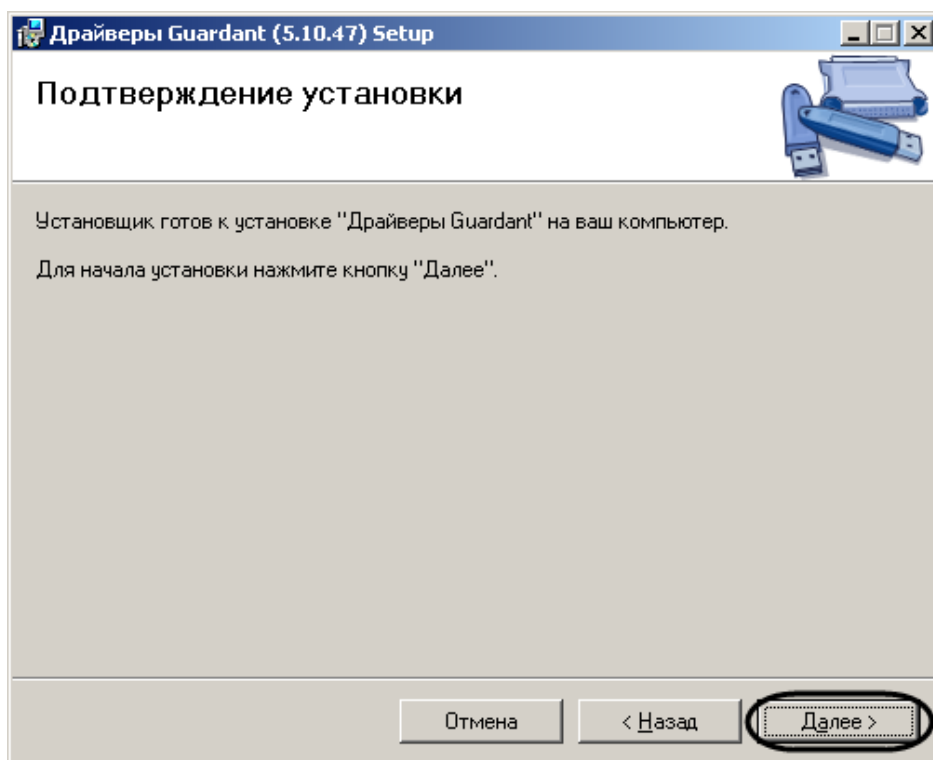 Драйверы Guardant (5.10.47) Setup
Подтверждение установки
Установщик готов к установке "Драйверы Guardant" на ваш компьютер.
Для начала установки нажмите кнопку "Далее".
Отмена
< Назад
Далее >